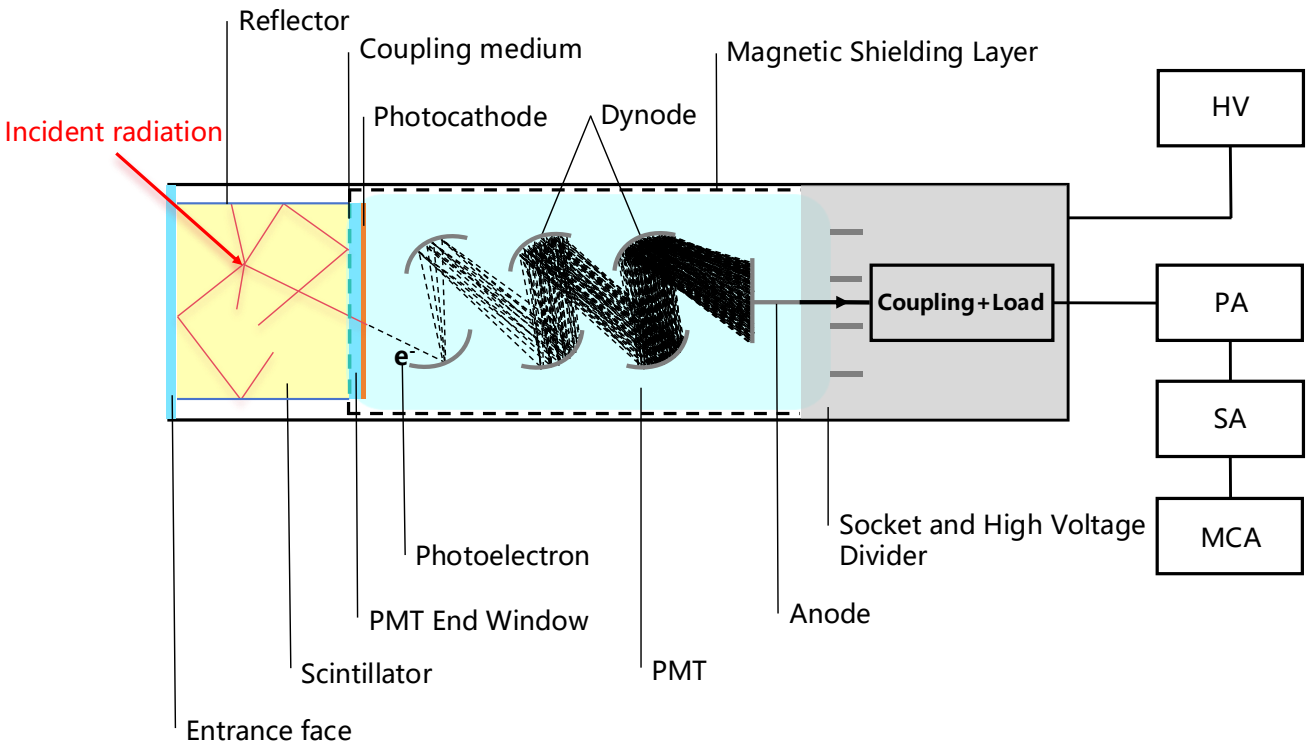 Reflector
Coupling medium
Magnetic Shielding Layer
HV
Photocathode
Dynode
Incident radiation
Coupling+Load
PA
e-
SA
Socket and High Voltage
Divider
MCA
Photoelectron
Anode
PMT End Window
Scintillator
PMT
Entrance face